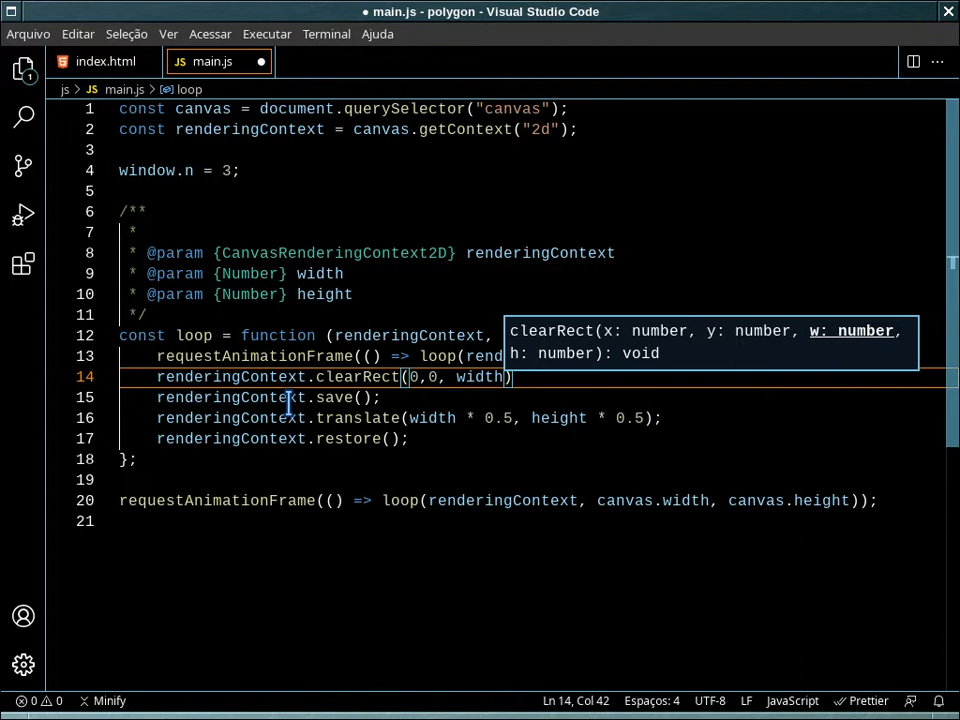 ● main.js - polygon - Visual Studio Code
Arquivo Editar Seleção Ver Acessar Executar Terminal Ajuda
index.html JS main.js ●
1
js > JS main.js > loop
1 const canvas = document.querySelector("canvas");
2 const renderingContext = canvas.getContext("2d");
3
4 window.n = 3;
5
6 /**
7 *
8 * @param {CanvasRenderingContext2D} renderingContext
9 * @param {Number} width
10 * @param {Number} height
11 */
12 const loop = function (renderingContext,
clearRect(x: number, y: number, w: number,
h: number): void
13 requestAnimationFrame(() => loop(rend
14 renderingContext.clearRect(0,0, width)
15 renderingContext.save();
16 renderingContext.translate(width * 0.5, height * 0.5);
17 renderingContext.restore();
18 };
19
20 requestAnimationFrame(() => loop(renderingContext, canvas.width, canvas.height));
21
0 0 Minify Ln 14, Col 42 Espaços: 4 UTF-8 LF JavaScript Prettier